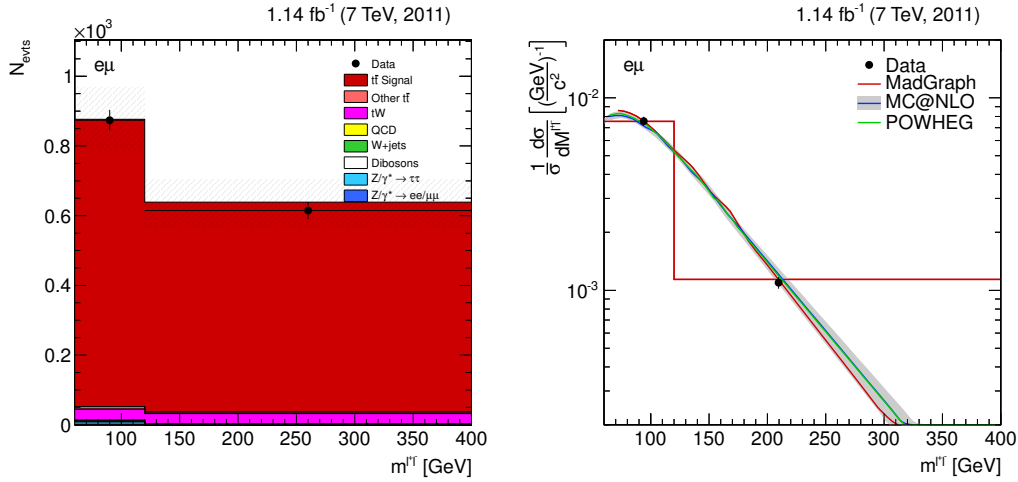 1.14 fb⁻¹ (7 TeV, 2011)
×10³
N_evts
eμ
Data
tt̄ Signal
Other tt̄
tW
QCD
W+jets
Dibosons
Z/γ* → ττ
Z/γ* → ee/μμ
1
0.8
0.6
0.4
0.2
0
100 150 200 250 300 350 400
m^{l⁺l⁻} [GeV]
1.14 fb⁻¹ (7 TeV, 2011)
1/σ dσ/dM^{l⁺l⁻} [(GeV/c²)⁻¹]
eμ
Data
MadGraph
MC@NLO
POWHEG
10⁻²
10⁻³
100 150 200 250 300 350 400
m^{l⁺l⁻} [GeV]